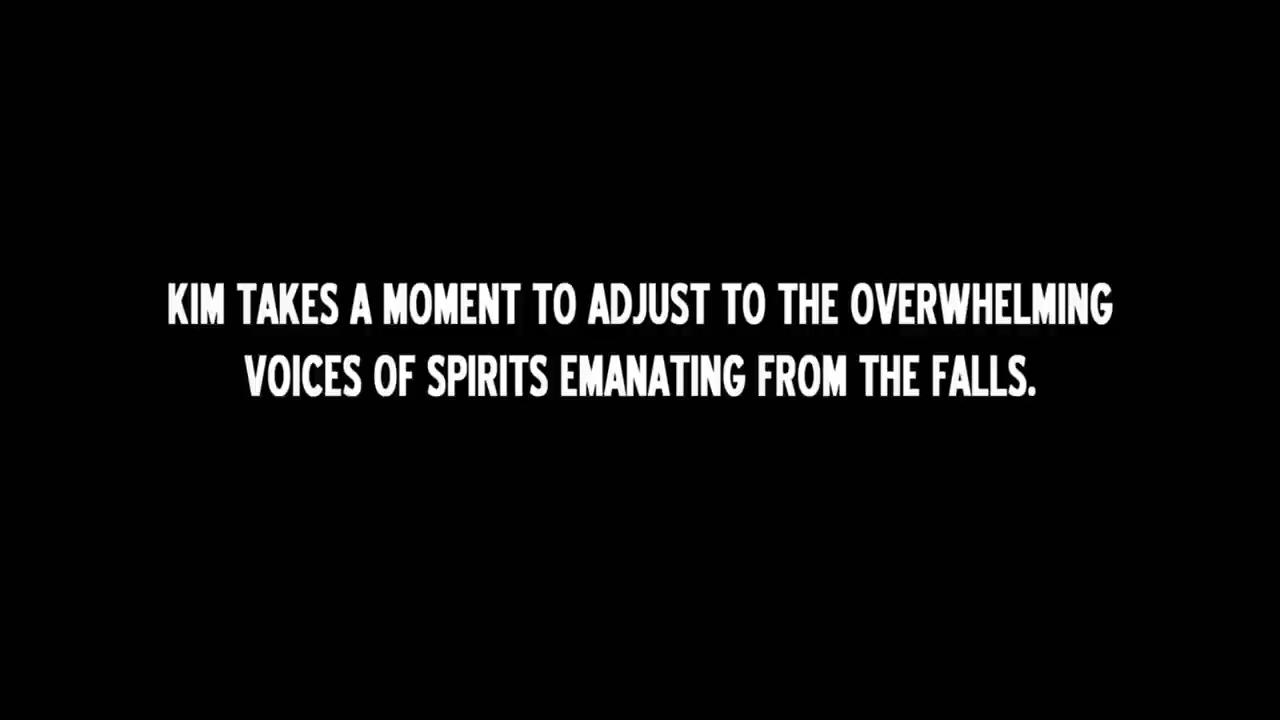 KIM TAKES A MOMENT TO ADJUST TO THE OVERWHELMING
VOICES OF SPIRITS EMANATING FROM THE FALLS.